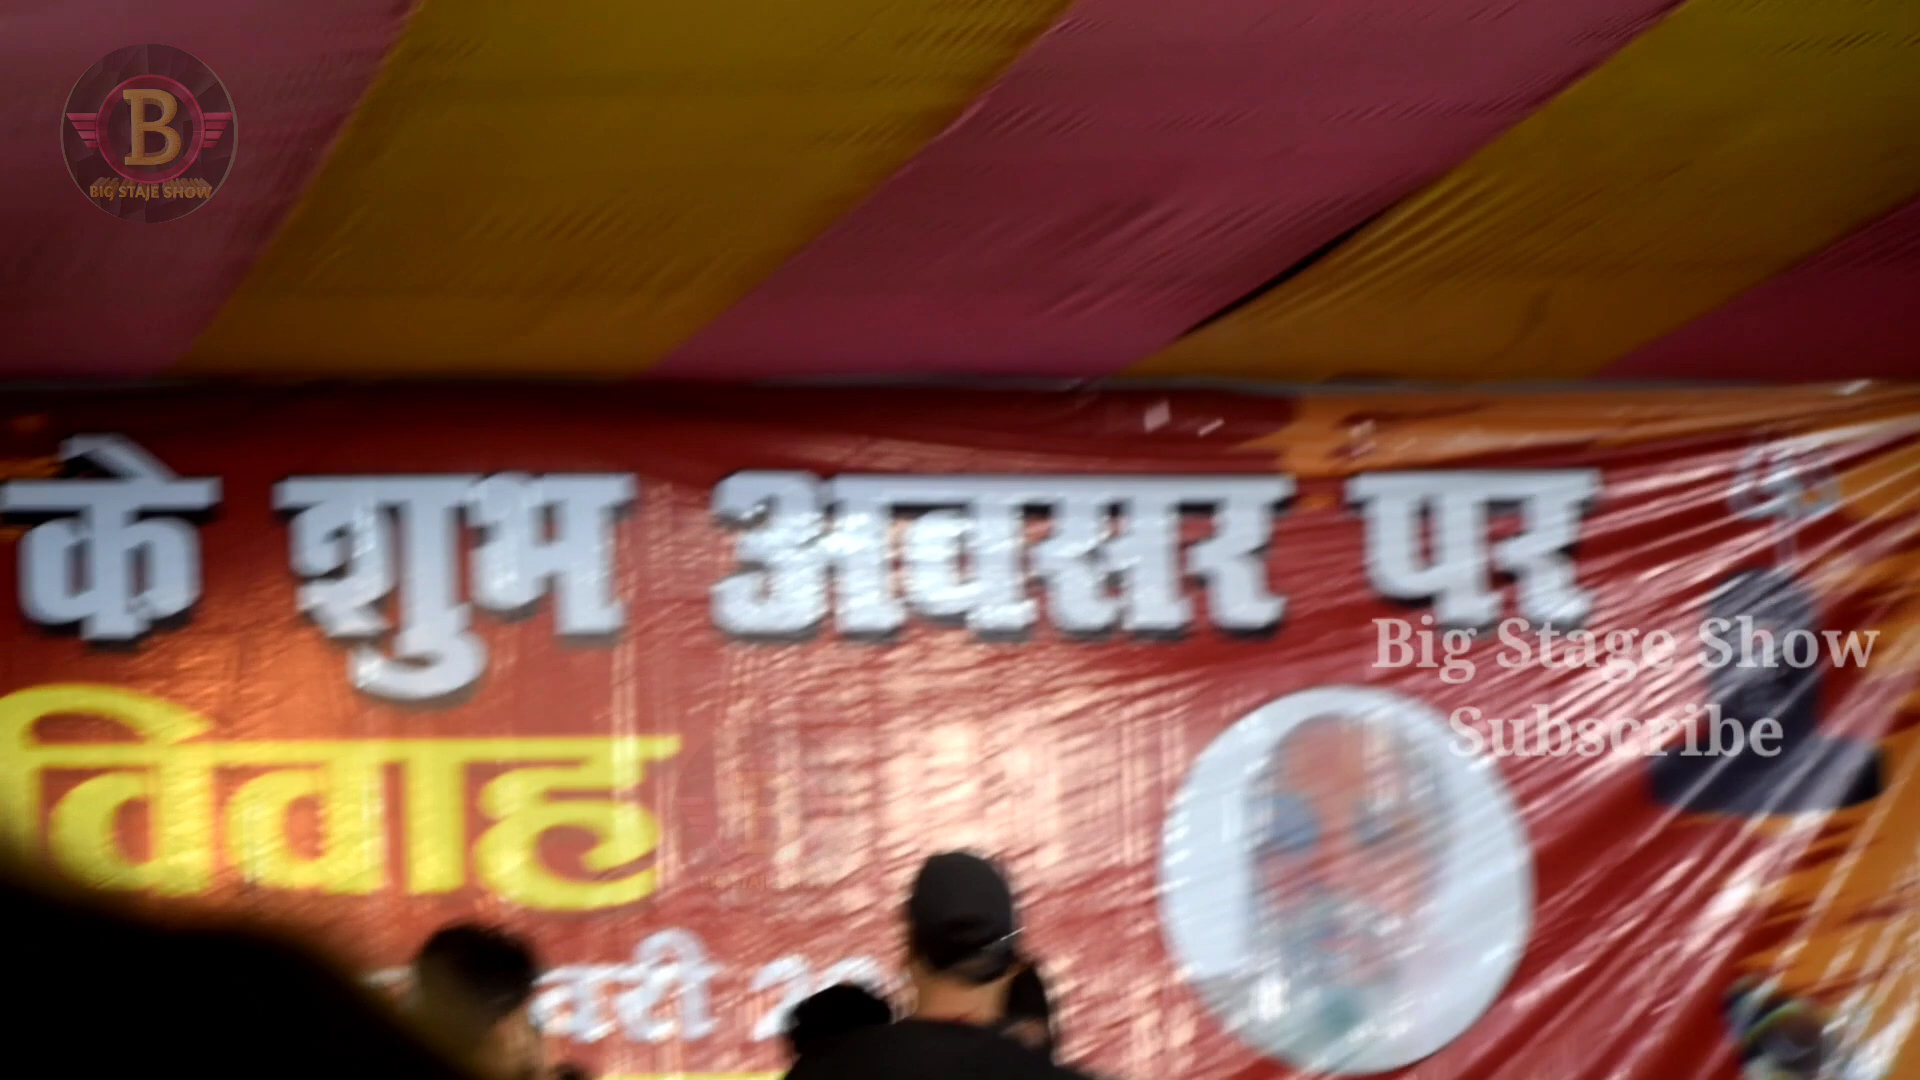 B
BIG STAJE SHOW
के शुभ अवसर पर
Big Stage Show
Subscribe
विवाह